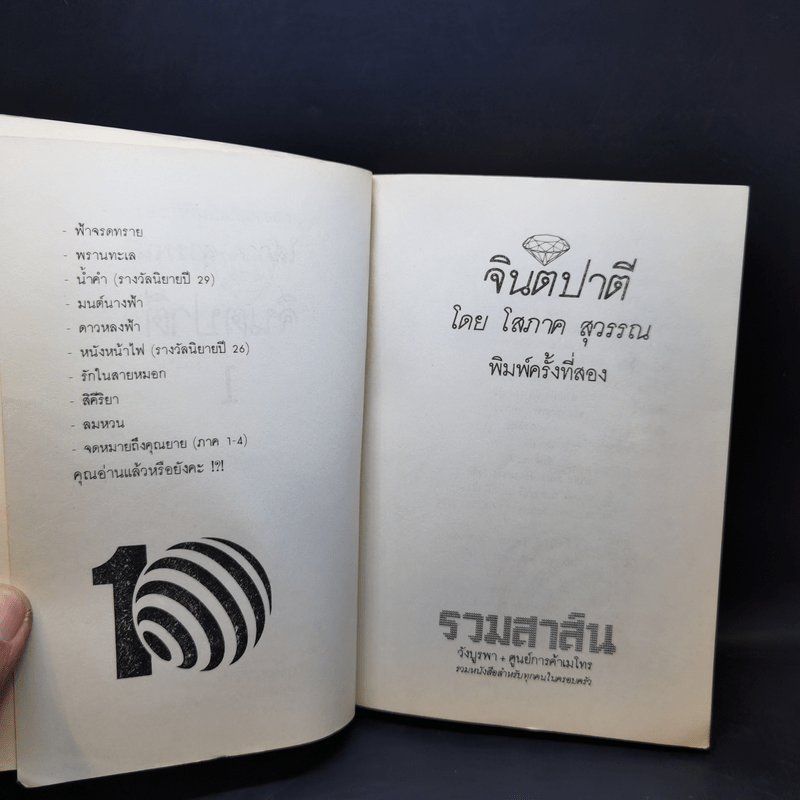 - ฟ้าจรดทราย
- พรานทะเล
- น้ำคำ (รางวัลนิยายปี 29)
- มนต์นางฟ้า
- ดาวหลงฟ้า
- หนังหน้าไฟ (รางวัลนิยายปี 26)
- รักในสายหมอก
- สิคีริยา
- ลมหวน
- จดหมายถึงคุณยาย (ภาค 1-4)
คุณอ่านแล้วหรือยังคะ !?!
10
จินตปาตี
โดย โสภาค สุวรรณ
พิมพ์ครั้งที่สอง
รวมสาส์น
วังบูรพา + ศูนย์การค้าเมโทร
รวมหนังสือสำหรับทุกคนในครอบครัว